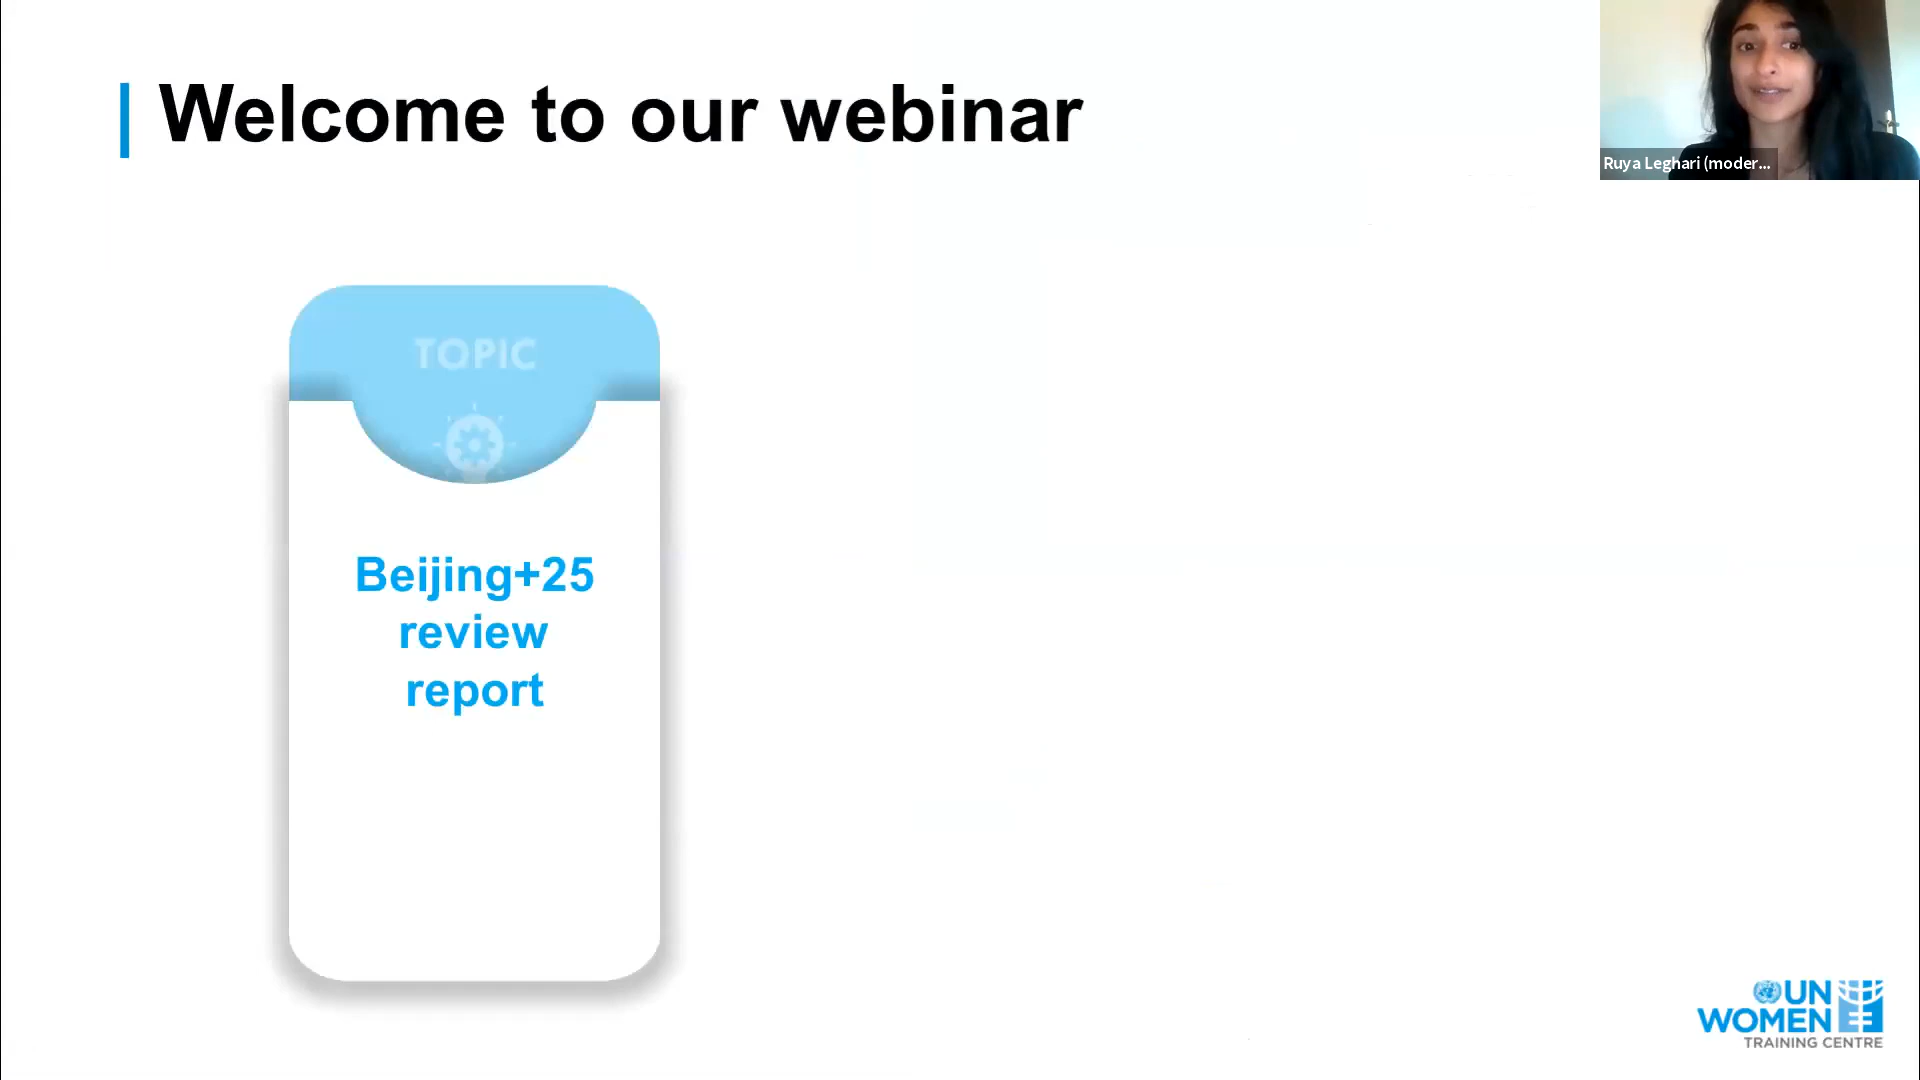 Welcome to our webinar
Ruya Leghari (moder...
TOPIC
Beijing+25
review
report
UN
WOMEN
TRAINING CENTRE